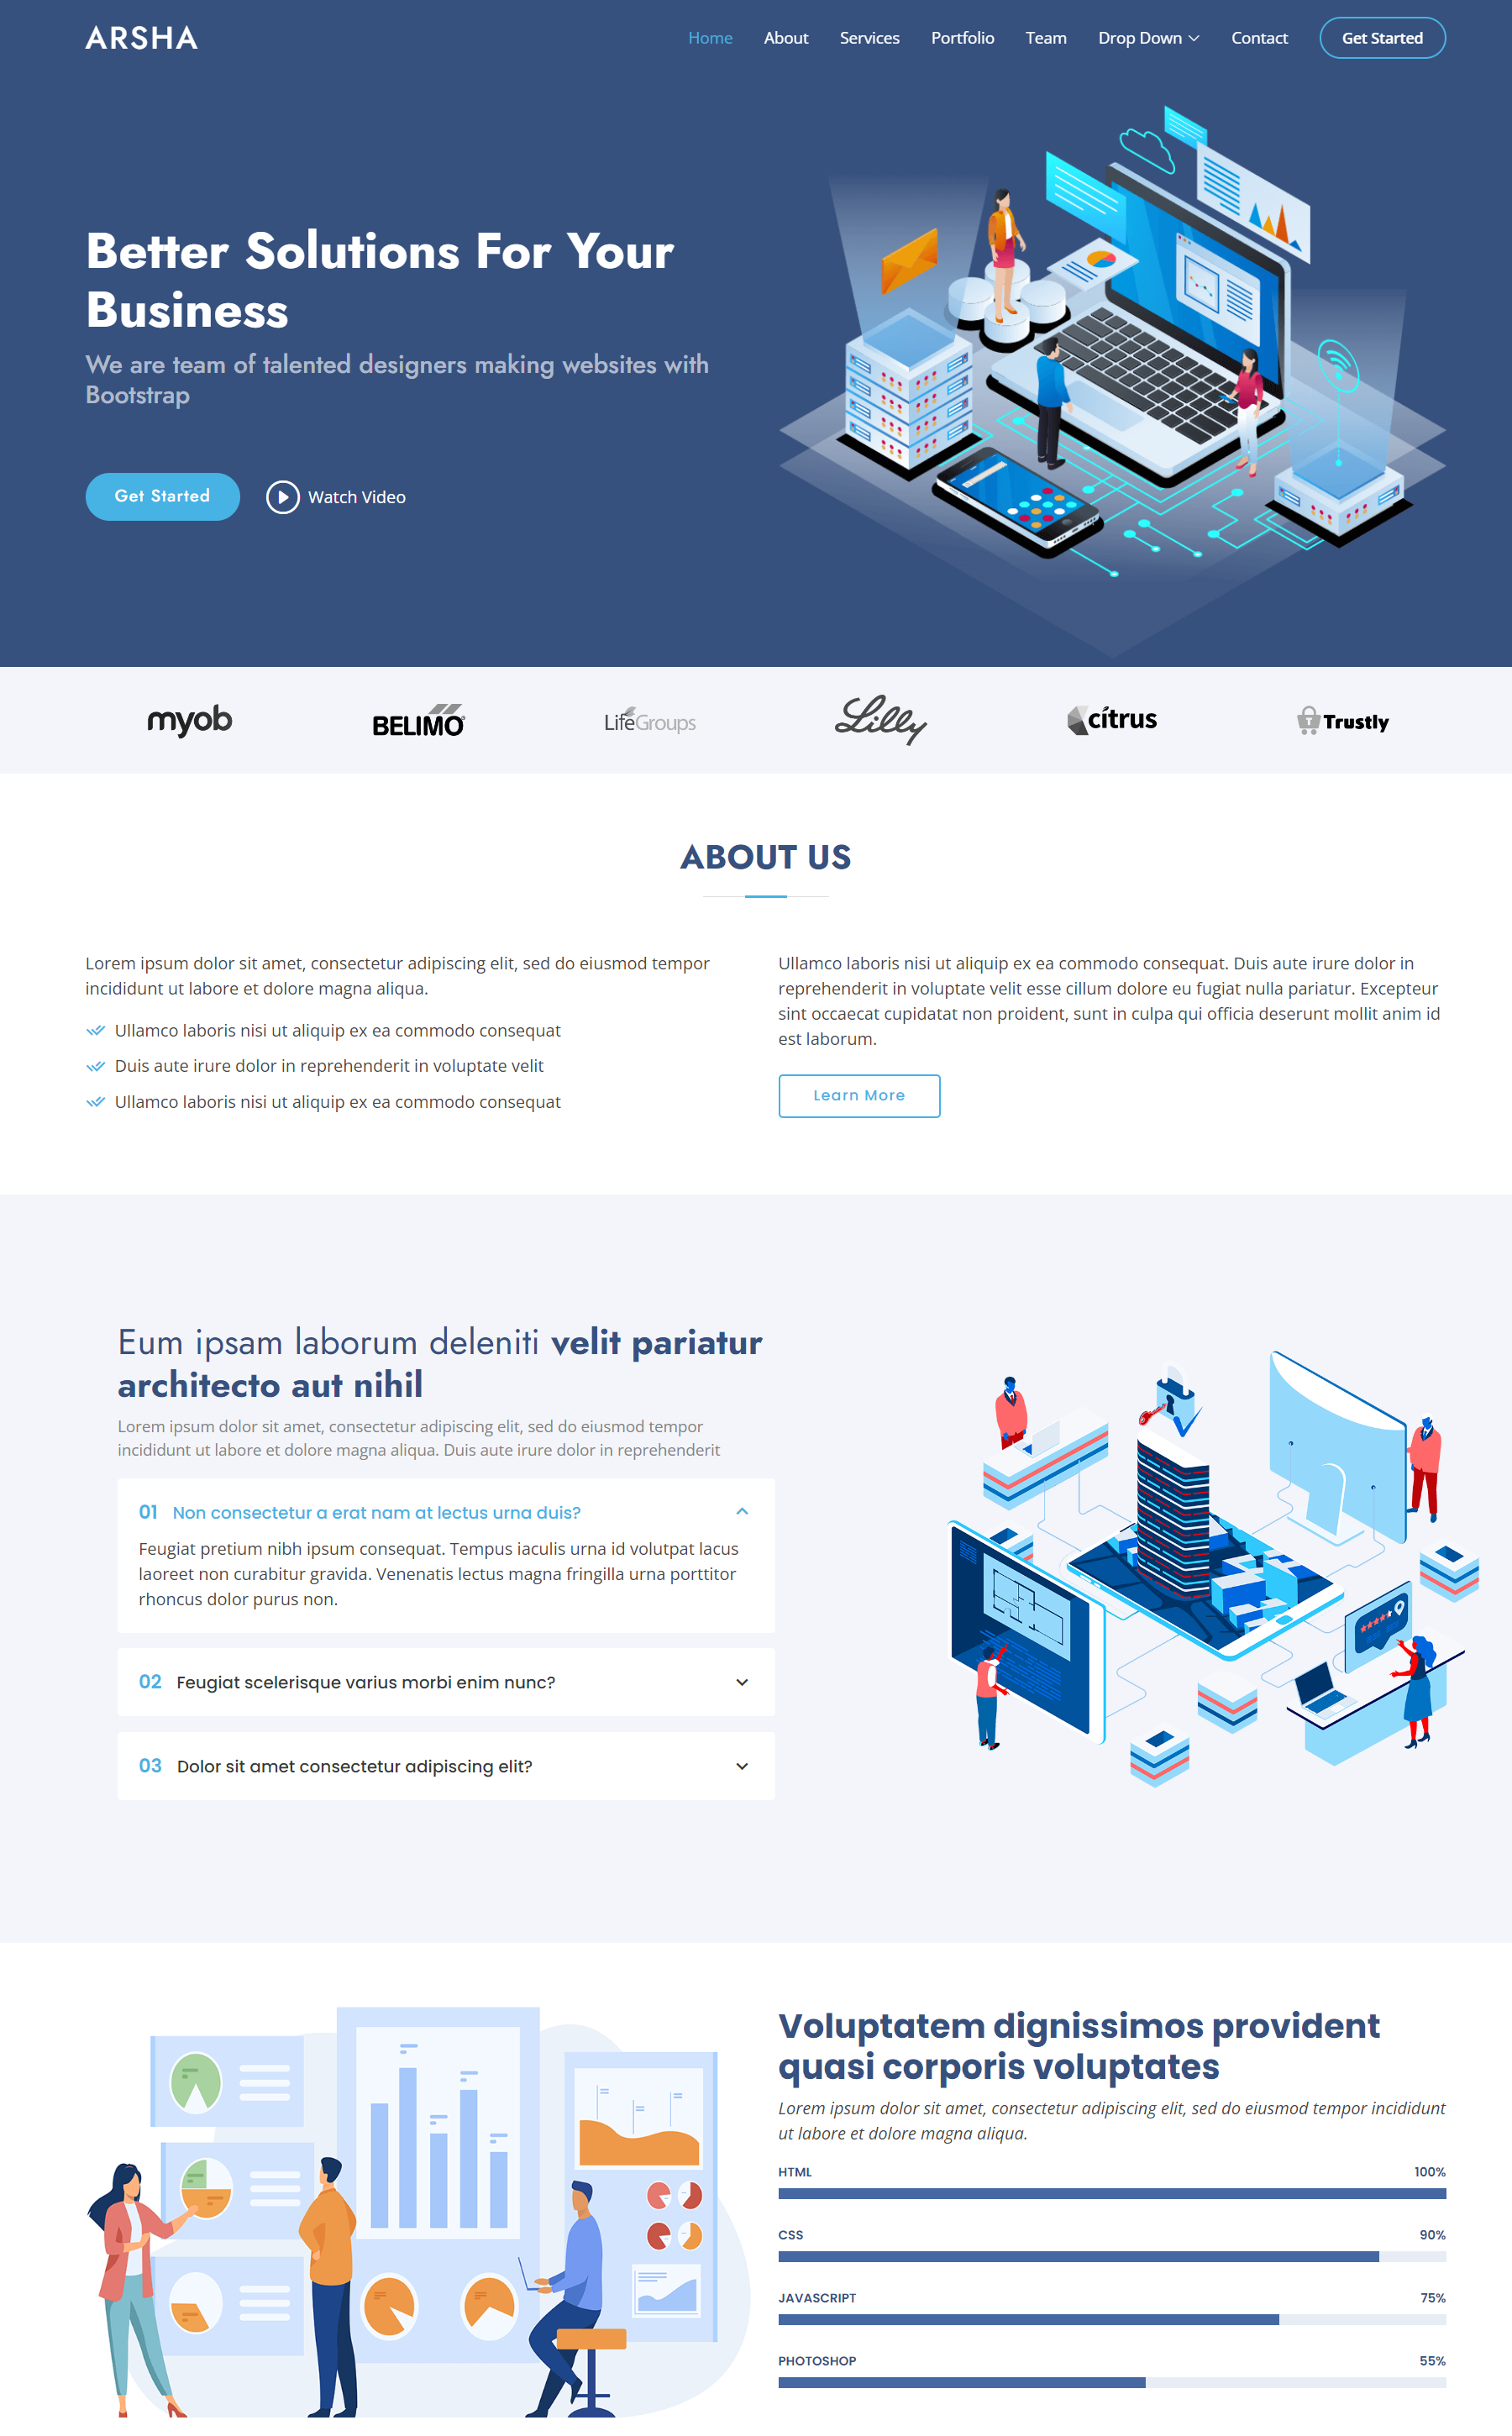 ARSHA
Home About Services Portfolio Team Drop Down Contact Get Started
Better Solutions For Your
Business
We are team of talented designers making websites with
Bootstrap
Get Started Watch Video
myob BELIMO LifeGroups Lilly citrus Trustly
ABOUT US
Lorem ipsum dolor sit amet, consectetur adipiscing elit, sed do eiusmod tempor
incididunt ut labore et dolore magna aliqua.
Ullamco laboris nisi ut aliquip ex ea commodo consequat
Duis aute irure dolor in reprehenderit in voluptate velit
Ullamco laboris nisi ut aliquip ex ea commodo consequat
Ullamco laboris nisi ut aliquip ex ea commodo consequat. Duis aute irure dolor in
reprehenderit in voluptate velit esse cillum dolore eu fugiat nulla pariatur. Excepteur
sint occaecat cupidatat non proident, sunt in culpa qui officia deserunt mollit anim id
est laborum.
Learn More
Eum ipsam laborum deleniti velit pariatur
architecto aut nihil
Lorem ipsum dolor sit amet, consectetur adipiscing elit, sed do eiusmod tempor
incididunt ut labore et dolore magna aliqua. Duis aute irure dolor in reprehenderit
01 Non consectetur a erat nam at lectus urna duis?
Feugiat pretium nibh ipsum consequat. Tempus iaculis urna id volutpat lacus
laoreet non curabitur gravida. Venenatis lectus magna fringilla urna porttitor
rhoncus dolor purus non.
02 Feugiat scelerisque varius morbi enim nunc?
03 Dolor sit amet consectetur adipiscing elit?
Voluptatem dignissimos provident
quasi corporis voluptates
Lorem ipsum dolor sit amet, consectetur adipiscing elit, sed do eiusmod tempor incididunt
ut labore et dolore magna aliqua.
HTML 100%
CSS 90%
JAVASCRIPT 75%
PHOTOSHOP 55%